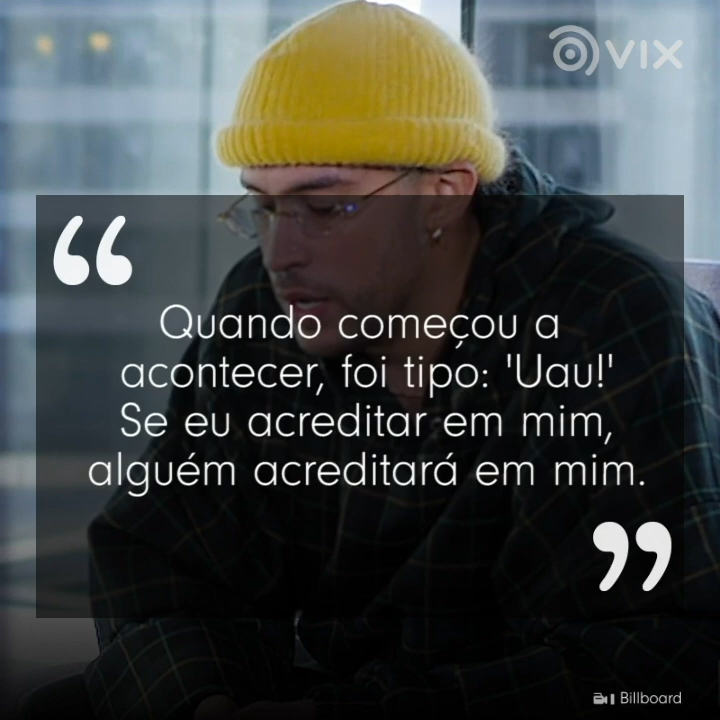 VIX
“
Quando começou a
acontecer, foi tipo: 'Uau!'
Se eu acreditar em mim,
alguém acreditará em mim.
”
Billboard